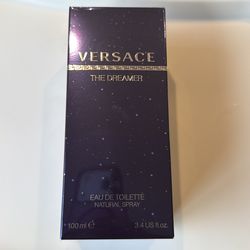 VERSACE
THE DREAMER
EAU DE TOILETTE
NATURAL SPRAY
100 ml ℮ 3.4 US fl.oz.